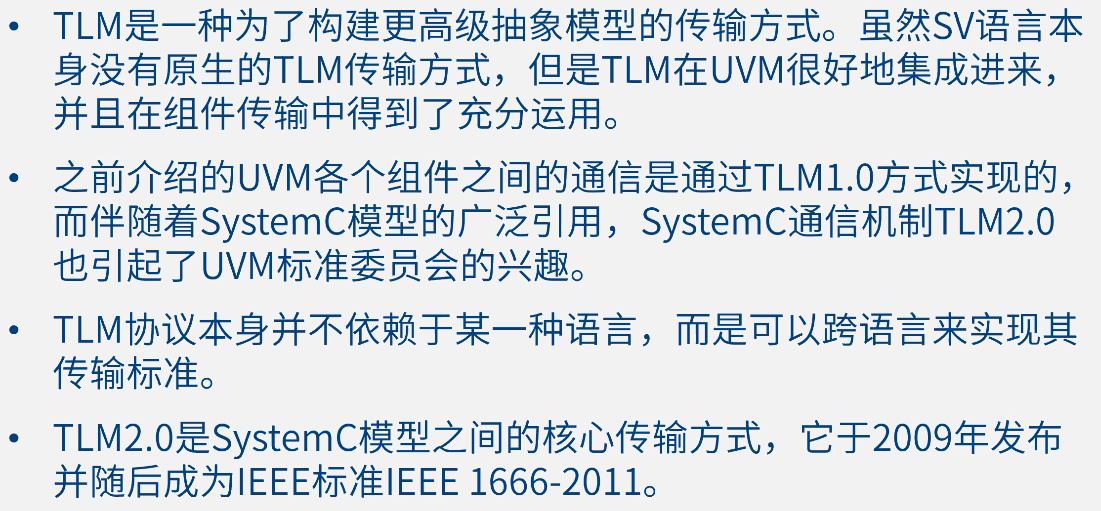 • TLM是一种为了构建更高级抽象模型的传输方式。虽然SV语言本
身没有原生的TLM传输方式，但是TLM在UVM很好地集成进来，
并且在组件传输中得到了充分运用。
• 之前介绍的UVM各个组件之间的通信是通过TLM1.0方式实现的，
而伴随着SystemC模型的广泛引用，SystemC通信机制TLM2.0
也引起了UVM标准委员会的兴趣。
• TLM协议本身并不依赖于某一种语言，而是可以跨语言来实现其
传输标准。
• TLM2.0是SystemC模型之间的核心传输方式，它于2009年发布
并随后成为IEEE标准IEEE 1666-2011。